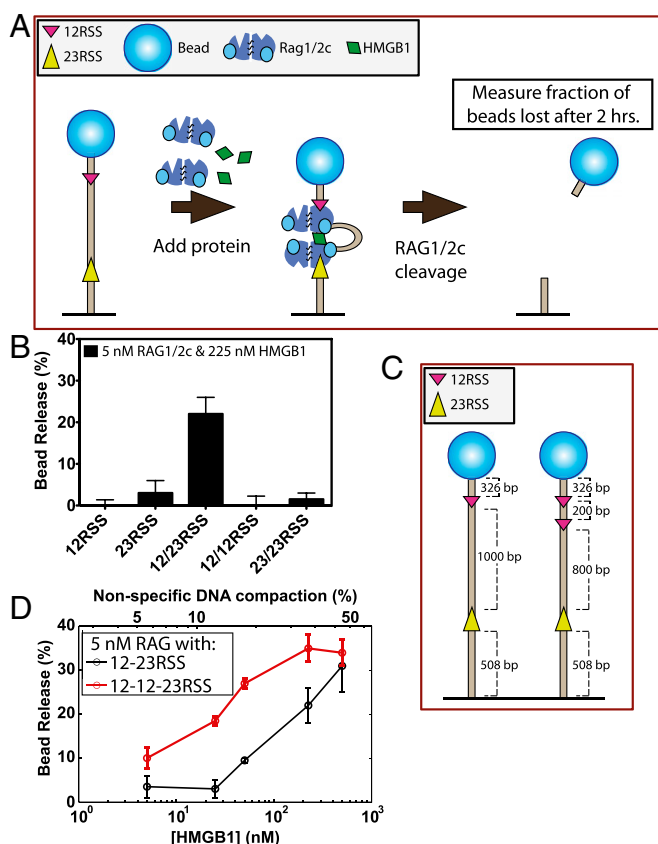 A
12RSS
23RSS
Bead
Rag1/2c
HMGB1
Measure fraction of
beads lost after 2 hrs.
Add protein
RAG1/2c
cleavage
B
5 nM RAG1/2c & 225 nM HMGB1
Bead Release (%)
40
30
20
10
0
12RSS
23RSS
12/23RSS
12/12RSS
23/23RSS
C
12RSS
23RSS
326 bp
1000 bp
508 bp
326 bp
200 bp
800 bp
508 bp
D
Non-specific DNA compaction (%)
5
10
50
5 nM RAG with:
12-23RSS
12-12-23RSS
Bead Release (%)
40
30
20
10
0
10⁰
10¹
10²
10³
[HMGB1] (nM)